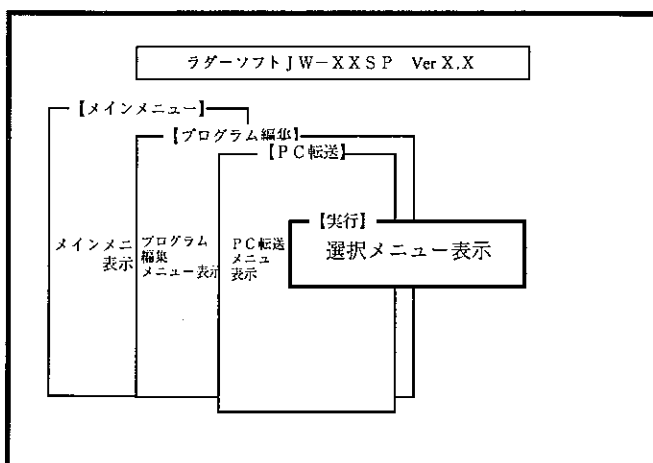 ラダーソフトJW-XXSP Ver X.X
【メインメニュー】
【プログラム編集】
【PC転送】
【実行】
選択メニュー表示
メインメニ
表示
プログラム
編集
メニュー表示
PC転送
メニュ
表示